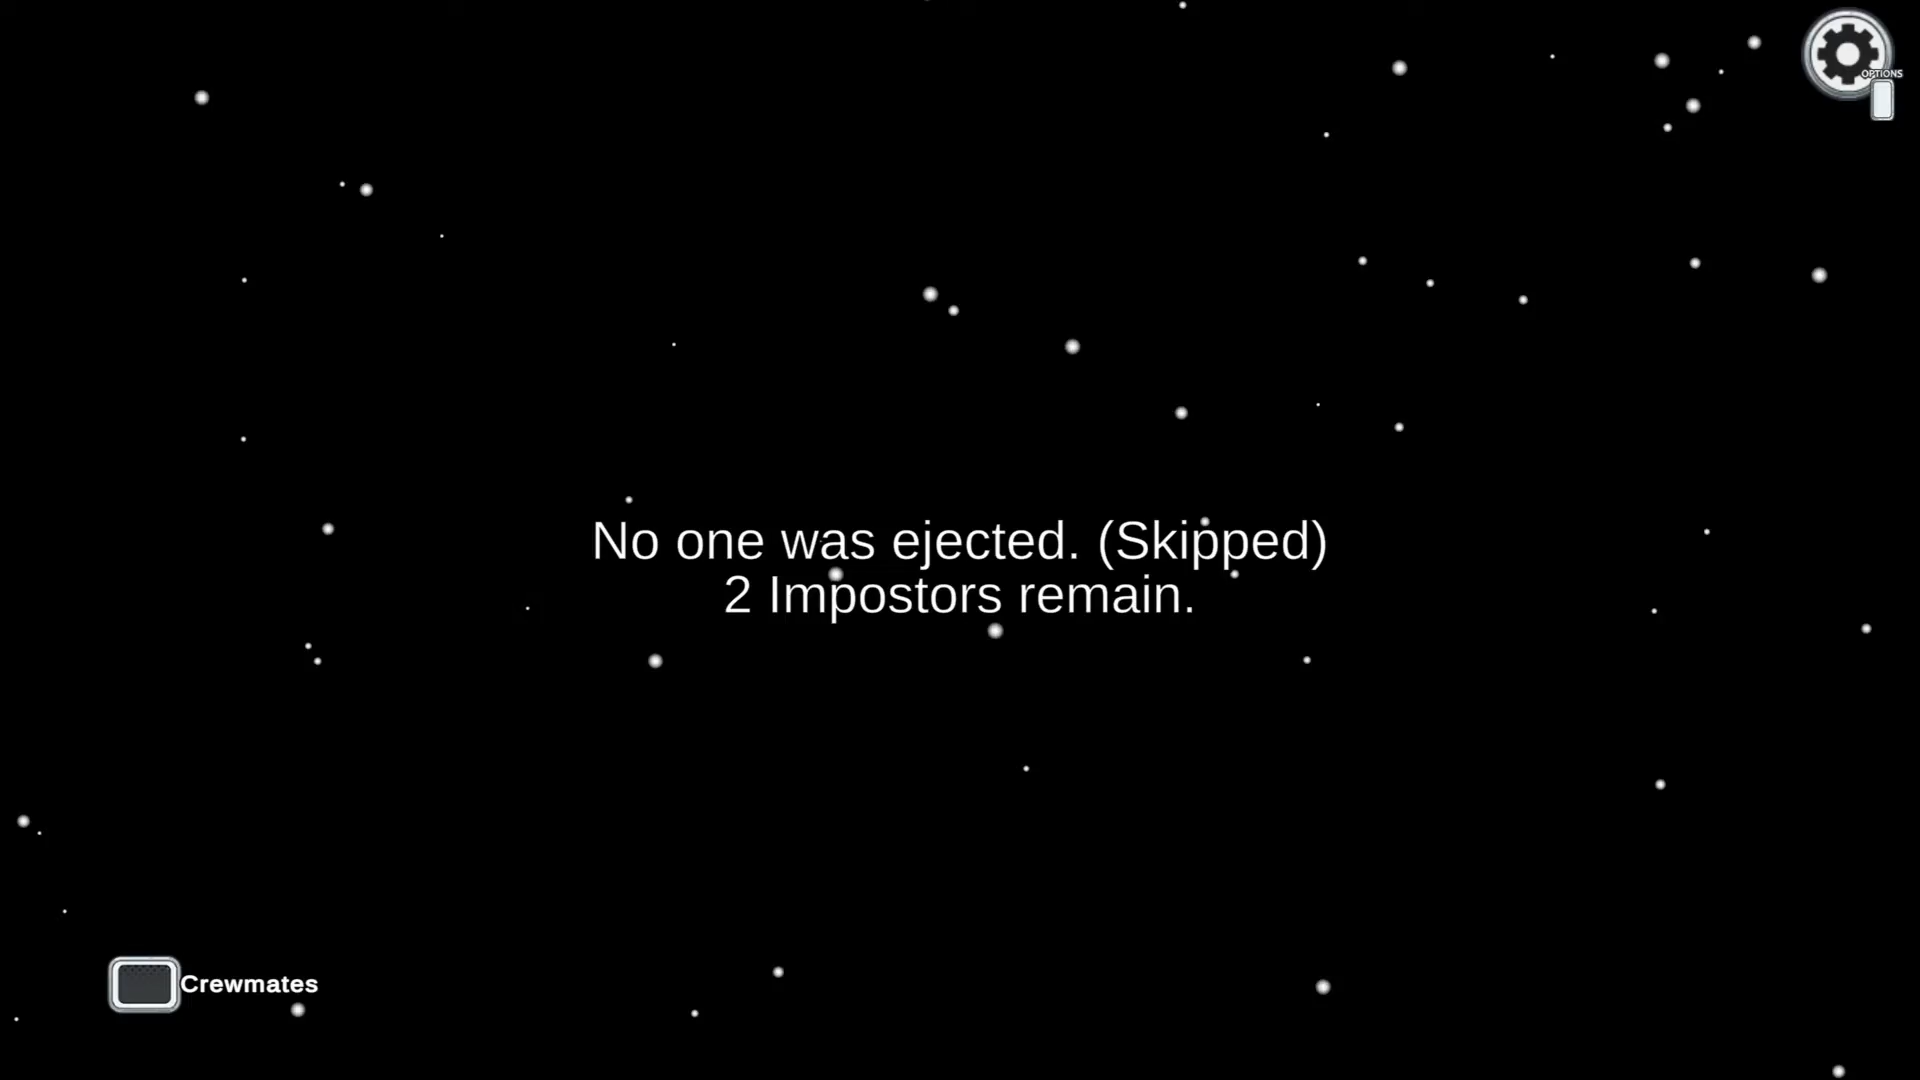 OPTIONS
No one was ejected. (Skipped)
2 Impostors remain.
Crewmates